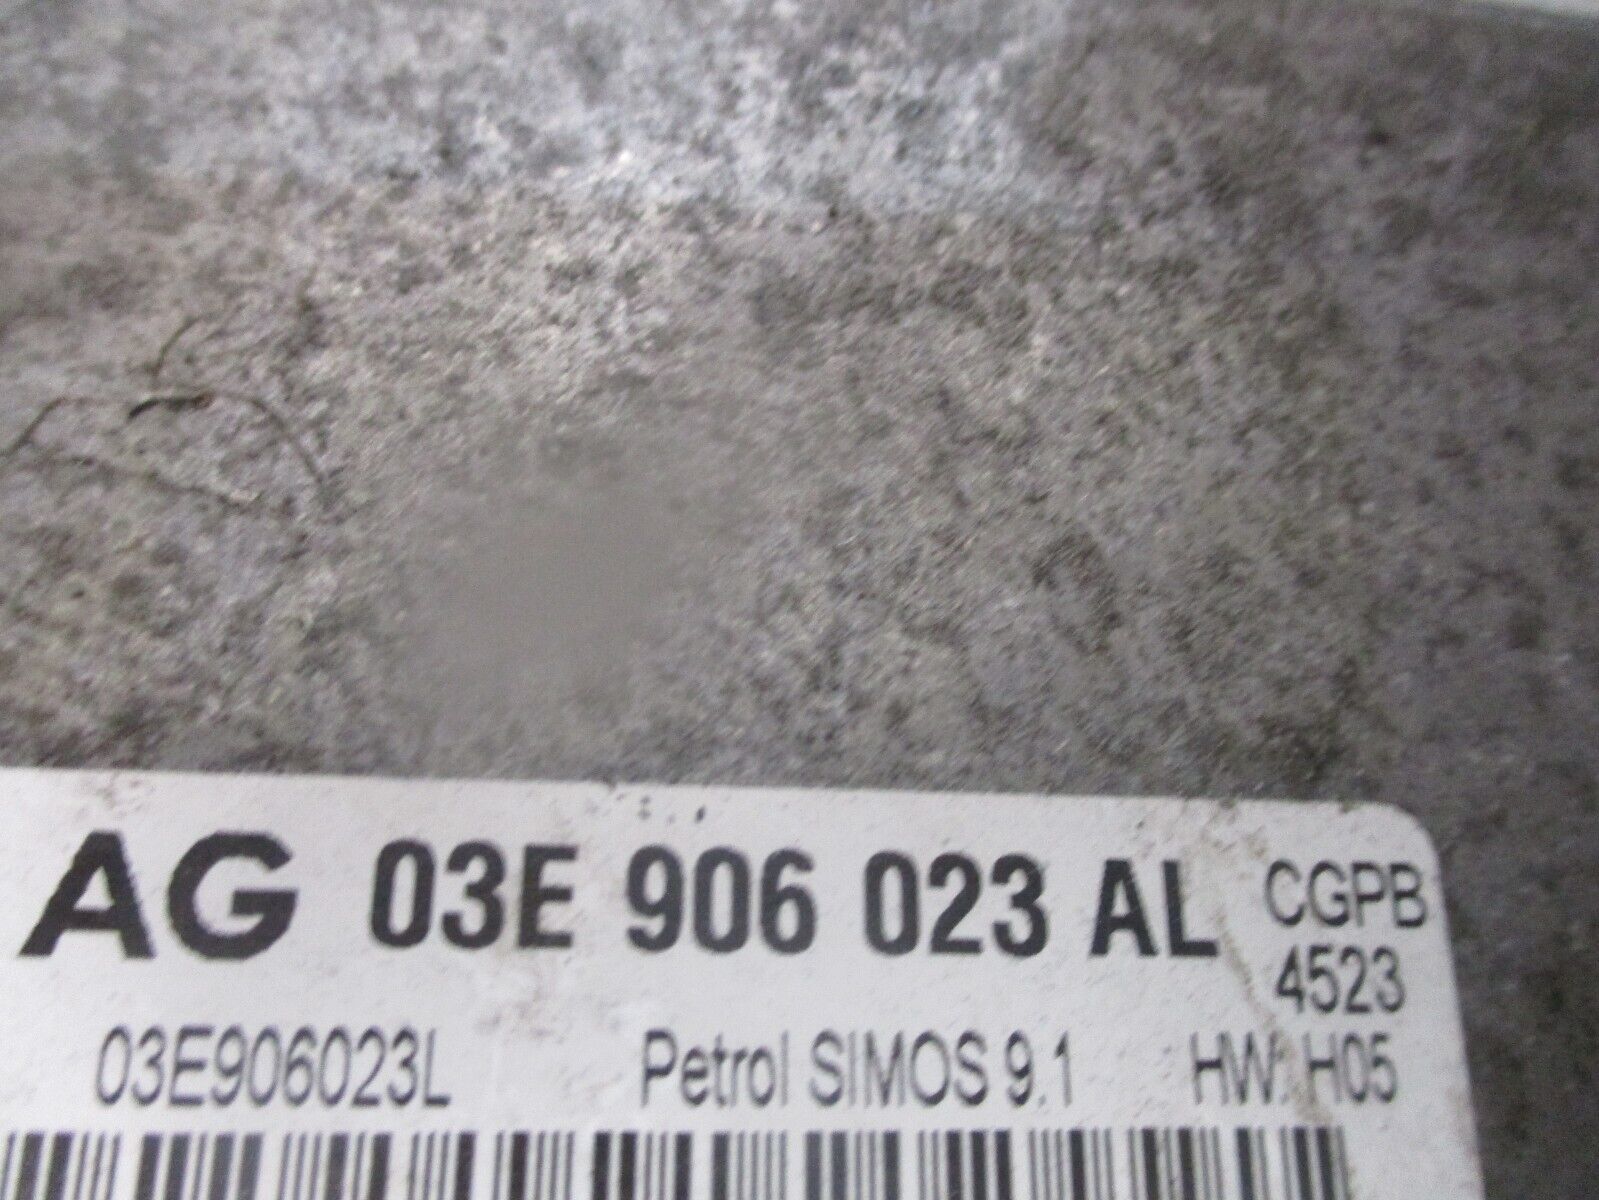 AG 03E 906 023 AL CGPB
4523
03E906023L Petrol SIMOS 9.1 HW: H05